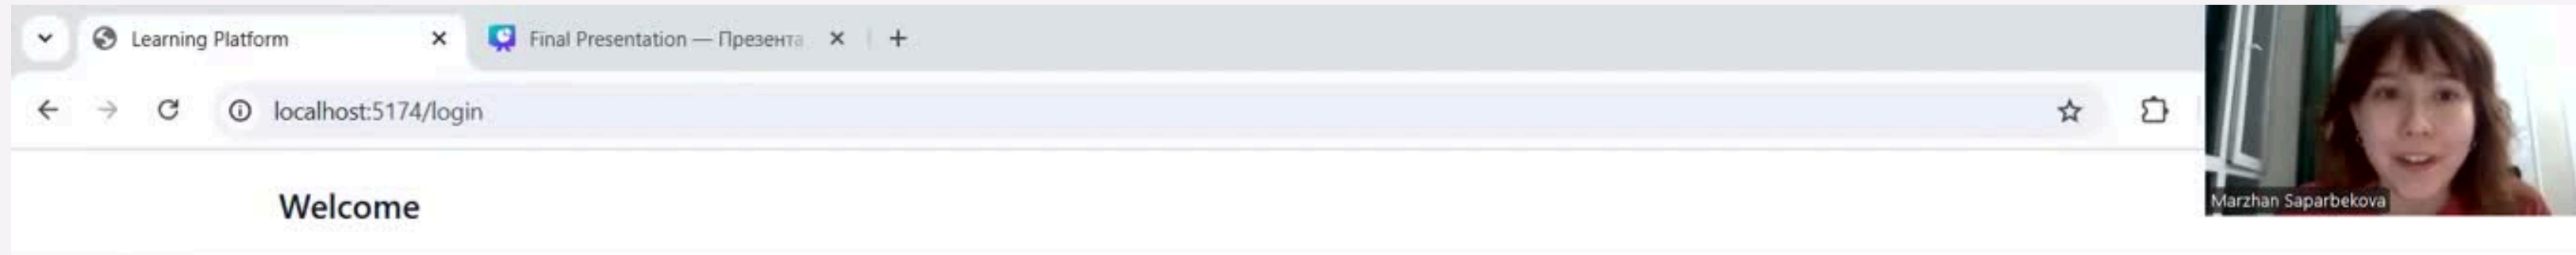 Learning Platform
Final Presentation — Презента
localhost:5174/login
Welcome
Marzhan Saparbekova